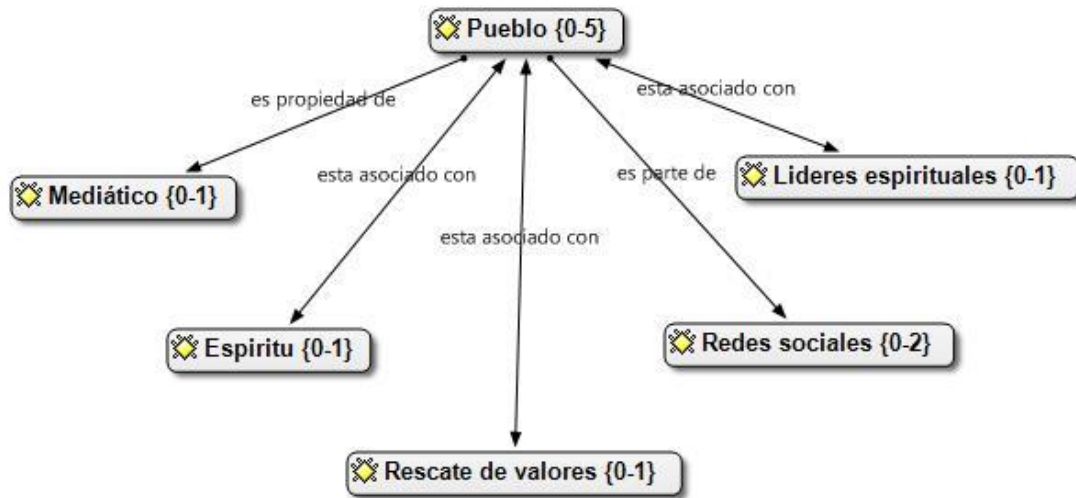 Pueblo {0-5}
es propiedad de
esta asociado con
Mediático {0-1}
esta asociado con
es parte de
Lideres espirituales {0-1}
esta asociado con
Espiritu {0-1}
Redes sociales {0-2}
Rescate de valores {0-1}